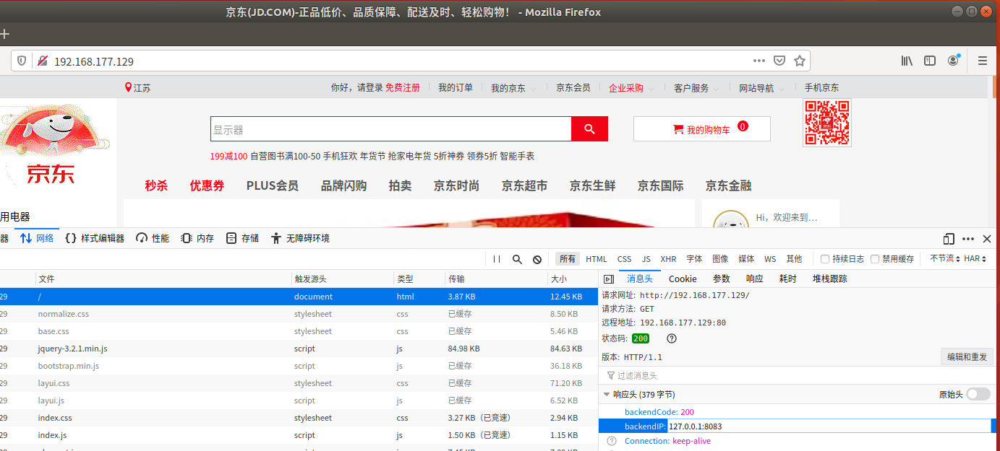 京东(JD.COM)-正品低价、品质保障、配送及时、轻松购物！ - Mozilla Firefox
192.168.177.129
江苏
你好，请登录 免费注册 我的订单 我的京东 京东会员 企业采购 客户服务 网站导航 手机京东
显示器
我的购物车 0
199减100 自营图书满100-50 手机狂欢 年货节 抢家电年货 5折神券 领券5折 智能手表
京东
秒杀 优惠券 PLUS会员 品牌闪购 拍卖 京东时尚 京东超市 京东生鲜 京东国际 京东金融
用电器
Hi，欢迎来到…
器 网络 样式编辑器 性能 内存 存储 无障碍环境
所有 HTML CSS JS XHR 字体 图像 媒体 WS 其他 持续日志 禁用缓存 不节流 HAR
文件 触发源头 类型 传输 大小
29 / document html 3.87 KB 12.45 KB
29 normalize.css stylesheet css 已缓存 8.50 KB
29 base.css stylesheet css 已缓存 5.46 KB
29 jquery-3.2.1.min.js script js 84.98 KB 84.63 KB
29 bootstrap.min.js script js 已缓存 36.18 KB
29 layui.css stylesheet css 已缓存 71.20 KB
29 layui.js script js 已缓存 6.52 KB
29 index.css stylesheet css 3.27 KB（已竞速） 2.94 KB
29 index.js script js 1.50 KB（已竞速） 1.15 KB
消息头 Cookie 参数 响应 耗时 堆栈跟踪
请求网址: http://192.168.177.129/
请求方法: GET
远程地址: 192.168.177.129:80
状态码: 200
版本: HTTP/1.1
编辑和重发
过滤消息头
响应头 (379 字节)
原始头
backendCode: 200
backendIP: 127.0.0.1:8083
Connection: keep-alive